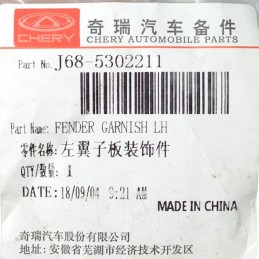 奇瑞汽车备件
CHERY
CHERY AUTOMOBILE PARTS
Part No. J68-5302211
Part Name: FENDER GARNISH LH
零件名称: 左翼子板装饰件
QTY/数量: 1
DATE: 18/09/04 9:21 AM
MADE IN CHINA
奇瑞汽车股份有限公司
地址: 安徽省芜湖市经济技术开发区